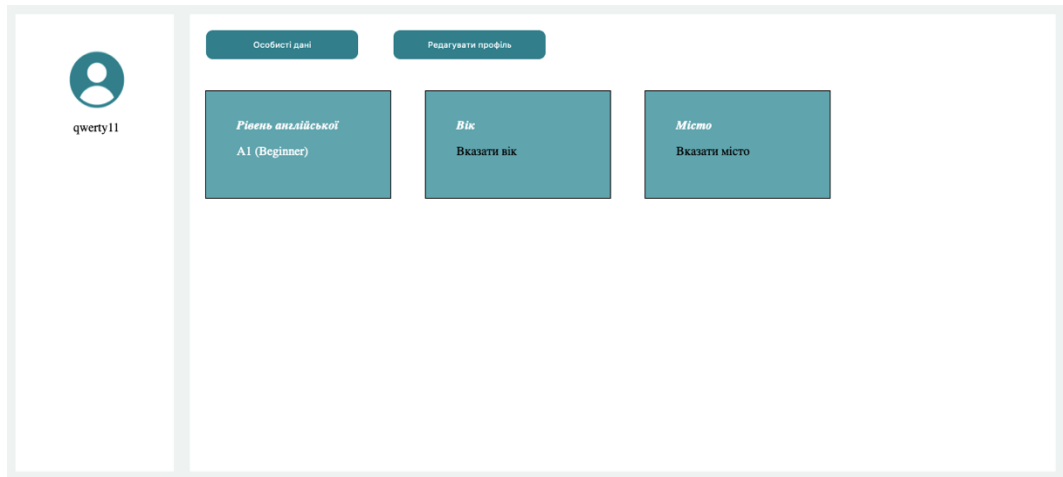 Особисті дані
Редагувати профіль
qwerty11
Рівень англійської
A1 (Beginner)
Вік
Вказати вік
Місто
Вказати місто